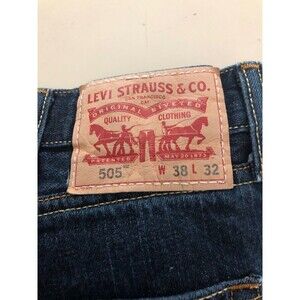 LEVI STRAUSS & CO.
SAN FRANCISCO
CAL
ORIGINAL RIVETED
QUALITY CLOTHING
PATENTED MAY 20 1873
505 W 38 L 32